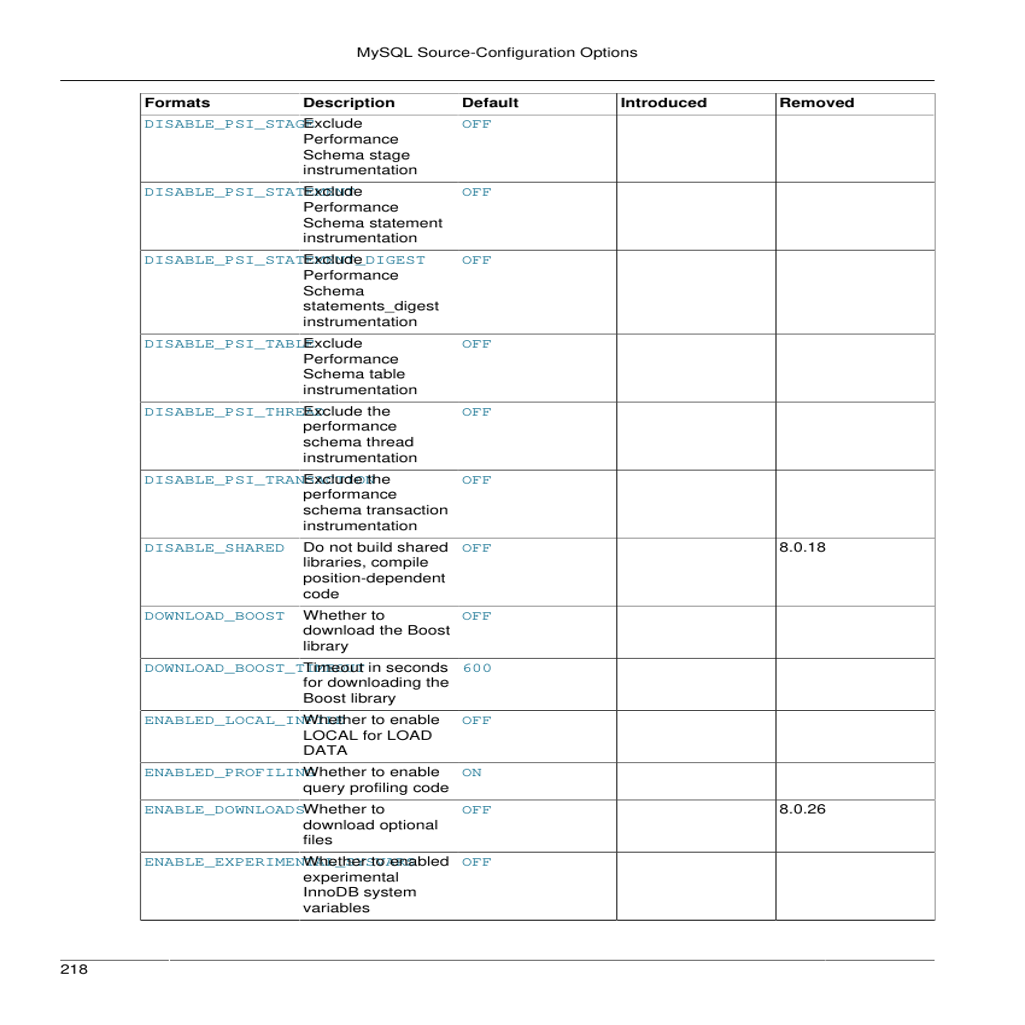 MySQL Source-Configuration Options
Formats Description Default Introduced Removed
DISABLE_PSI_STAGE Exclude OFF
Performance
Schema stage
instrumentation
DISABLE_PSI_STATEMENT Exclude OFF
Performance
Schema statement
instrumentation
DISABLE_PSI_STATEMENT_DIGEST Exclude OFF
Performance
Schema
statements_digest
instrumentation
DISABLE_PSI_TABLE Exclude OFF
Performance
Schema table
instrumentation
DISABLE_PSI_THREAD Exclude the OFF
performance
schema thread
instrumentation
DISABLE_PSI_TRANSACTION Exclude the OFF
performance
schema transaction
instrumentation
DISABLE_SHARED Do not build shared OFF 8.0.18
libraries, compile
position-dependent
code
DOWNLOAD_BOOST Whether to OFF
download the Boost
library
DOWNLOAD_BOOST_TIMEOUT Timeout in seconds 600
for downloading the
Boost library
ENABLED_LOCAL_INFILE Whether to enable OFF
LOCAL for LOAD
DATA
ENABLED_PROFILING Whether to enable ON
query profiling code
ENABLE_DOWNLOADS Whether to OFF 8.0.26
download optional
files
ENABLE_EXPERIMENTAL_SYSVARS Whether to enabled OFF
experimental
InnoDB system
variables
218